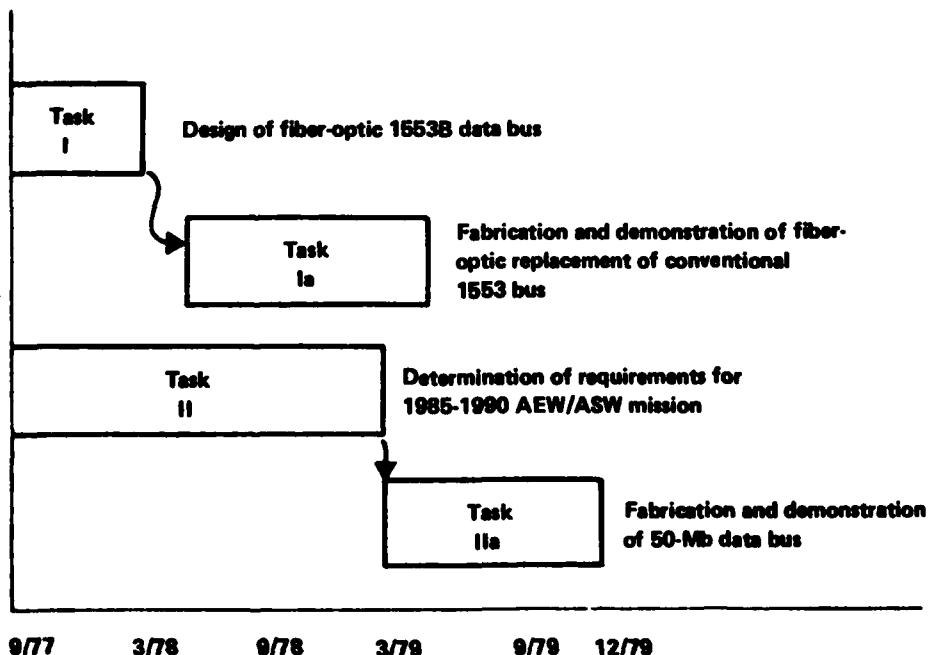 Task
I
Design of fiber-optic 1553B data bus
Task
Ia
Fabrication and demonstration of fiber-
optic replacement of conventional
1553 bus
Task
II
Determination of requirements for
1985-1990 AEW/ASW mission
Task
IIa
Fabrication and demonstration
of 50-Mb data bus
9/77 3/78 9/78 3/79 9/79 12/79